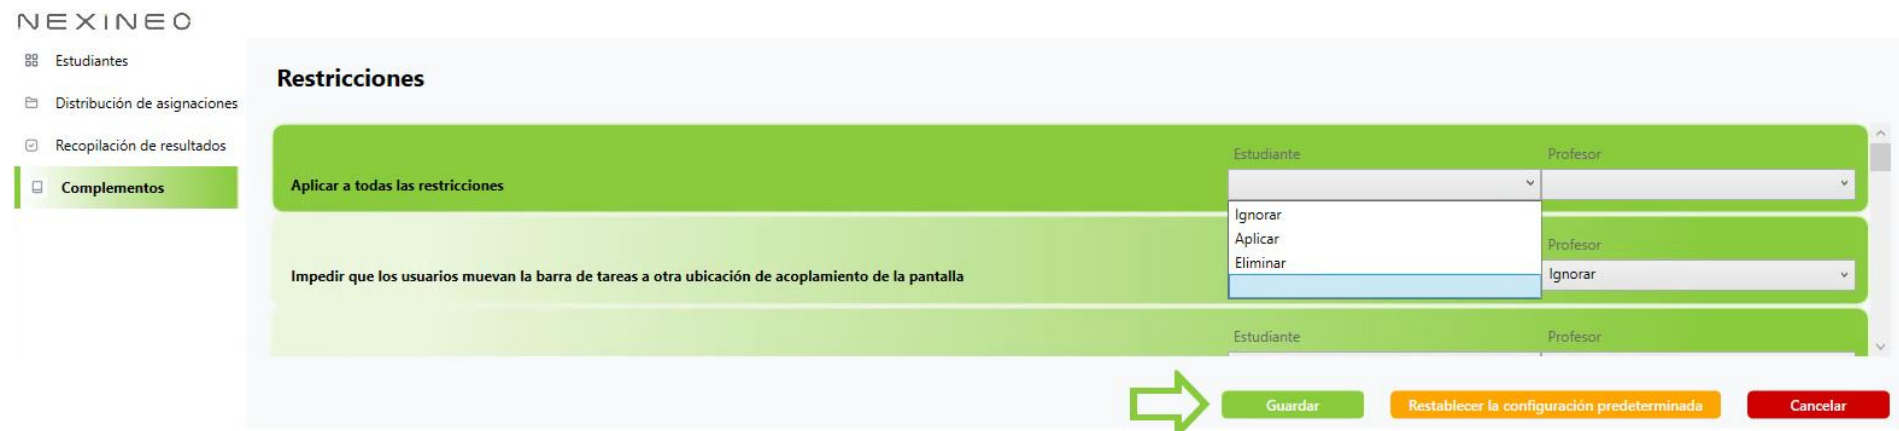 NEXINEO
Estudiantes
Distribución de asignaciones
Recopilación de resultados
Complementos
Restricciones
Estudiante Profesor
Aplicar a todas las restricciones
Ignorar
Aplicar
Eliminar
Profesor
Impedir que los usuarios muevan la barra de tareas a otra ubicación de acoplamiento de la pantalla Ignorar
Estudiante Profesor
Guardar Restablecer la configuración predeterminada Cancelar